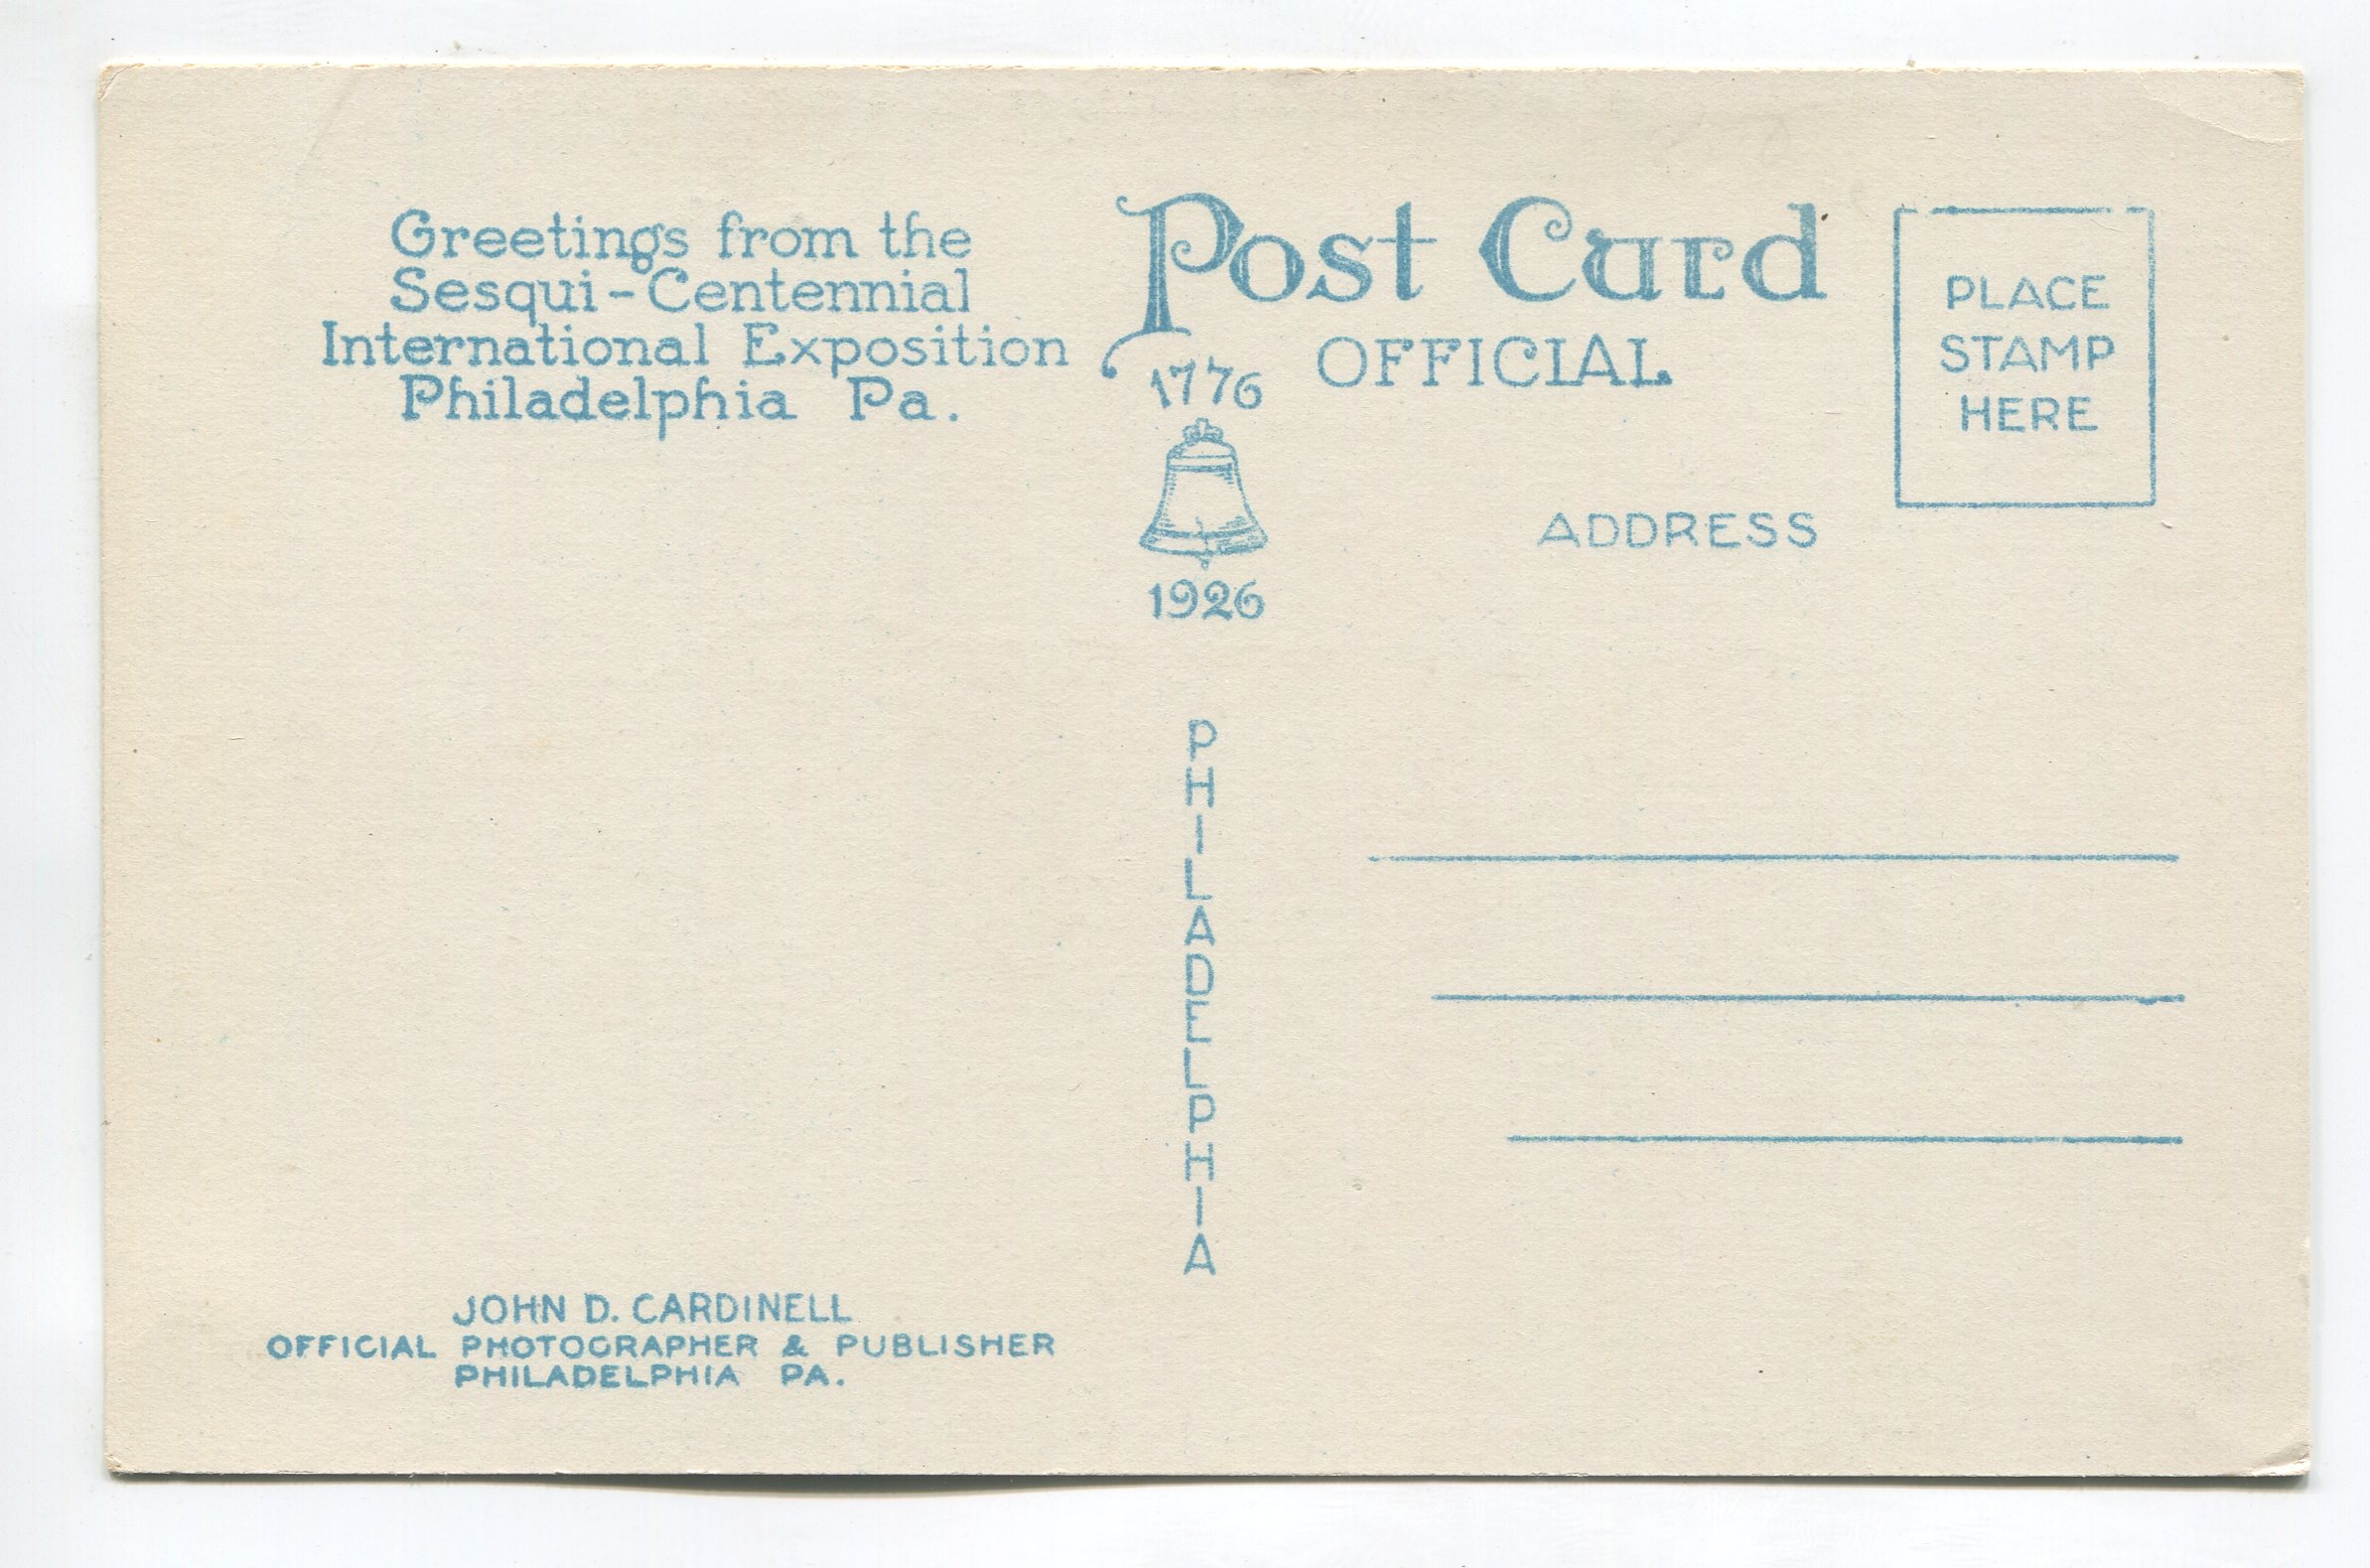 Greetings from the
Sesqui-Centennial
International Exposition
Philadelphia Pa.
Post Card
OFFICIAL
1776
1926
PLACE
STAMP
HERE
ADDRESS
PHILADELPHIA
JOHN D. CARDINELL
OFFICIAL PHOTOGRAPHER & PUBLISHER
PHILADELPHIA PA.